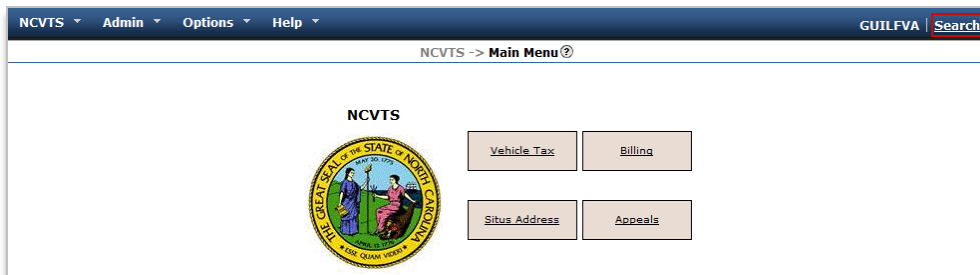 NCVTS Admin Options Help GUILFVA | Search
NCVTS -> Main Menu ?
NCVTS
Vehicle Tax Billing
THE GREAT SEAL OF THE STATE OF NORTH CAROLINA
MAY 20, 1775
Situs Address Appeals
APRIL 12, 1776
ESSE QUAM VIDERI